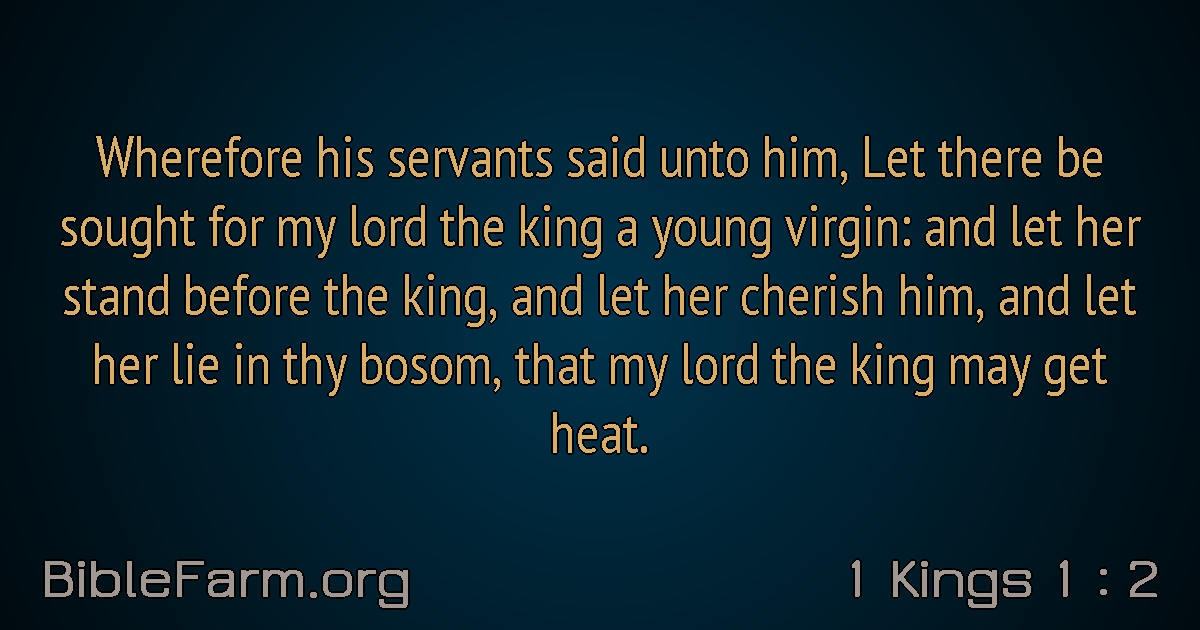 Wherefore his servants said unto him, Let there be
sought for my lord the king a young virgin: and let her
stand before the king, and let her cherish him, and let
her lie in thy bosom, that my lord the king may get
heat.
BibleFarm.org
1 Kings 1 : 2